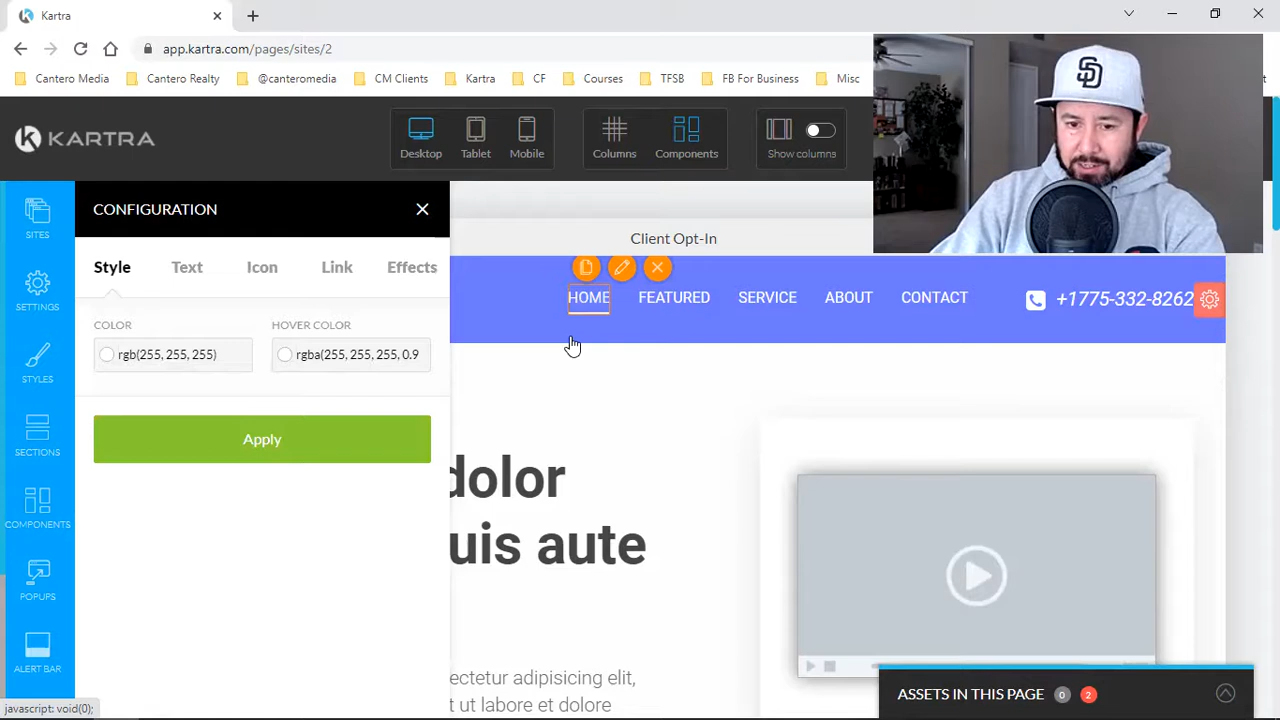 Kartra
app.kartra.com/pages/sites/2
Cantero Media
Cantero Realty
@canteromedia
CM Clients
Kartra
CF
Courses
TFSB
FB For Business
Misc
KARTRA
Desktop
Tablet
Mobile
Columns
Components
Show columns
SITES
SETTINGS
STYLES
SECTIONS
COMPONENTS
POPUPS
ALERT BAR
CONFIGURATION
Style Text Icon Link Effects
COLOR
HOVER COLOR
rgb(255, 255, 255)
rgba(255, 255, 255, 0.9
Apply
Client Opt-In
HOME FEATURED SERVICE ABOUT CONTACT
+1775-332-8262
dolor
uis aute
ectetur adipisicing elit,
t ut labore et dolore
ASSETS IN THIS PAGE 0 2
javascript: void(0);
SD